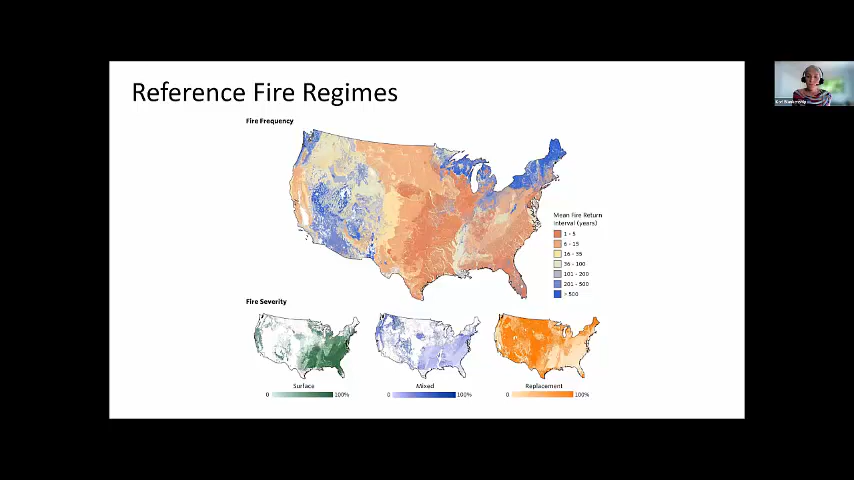 Reference Fire Regimes
Fire Frequency
Mean Fire Return
Interval (years)
1 - 5
6 - 15
16 - 35
36 - 100
101 - 200
201 - 500
> 500
Fire Severity
Surface
0 100%
Mixed
0 100%
Replacement
0 100%